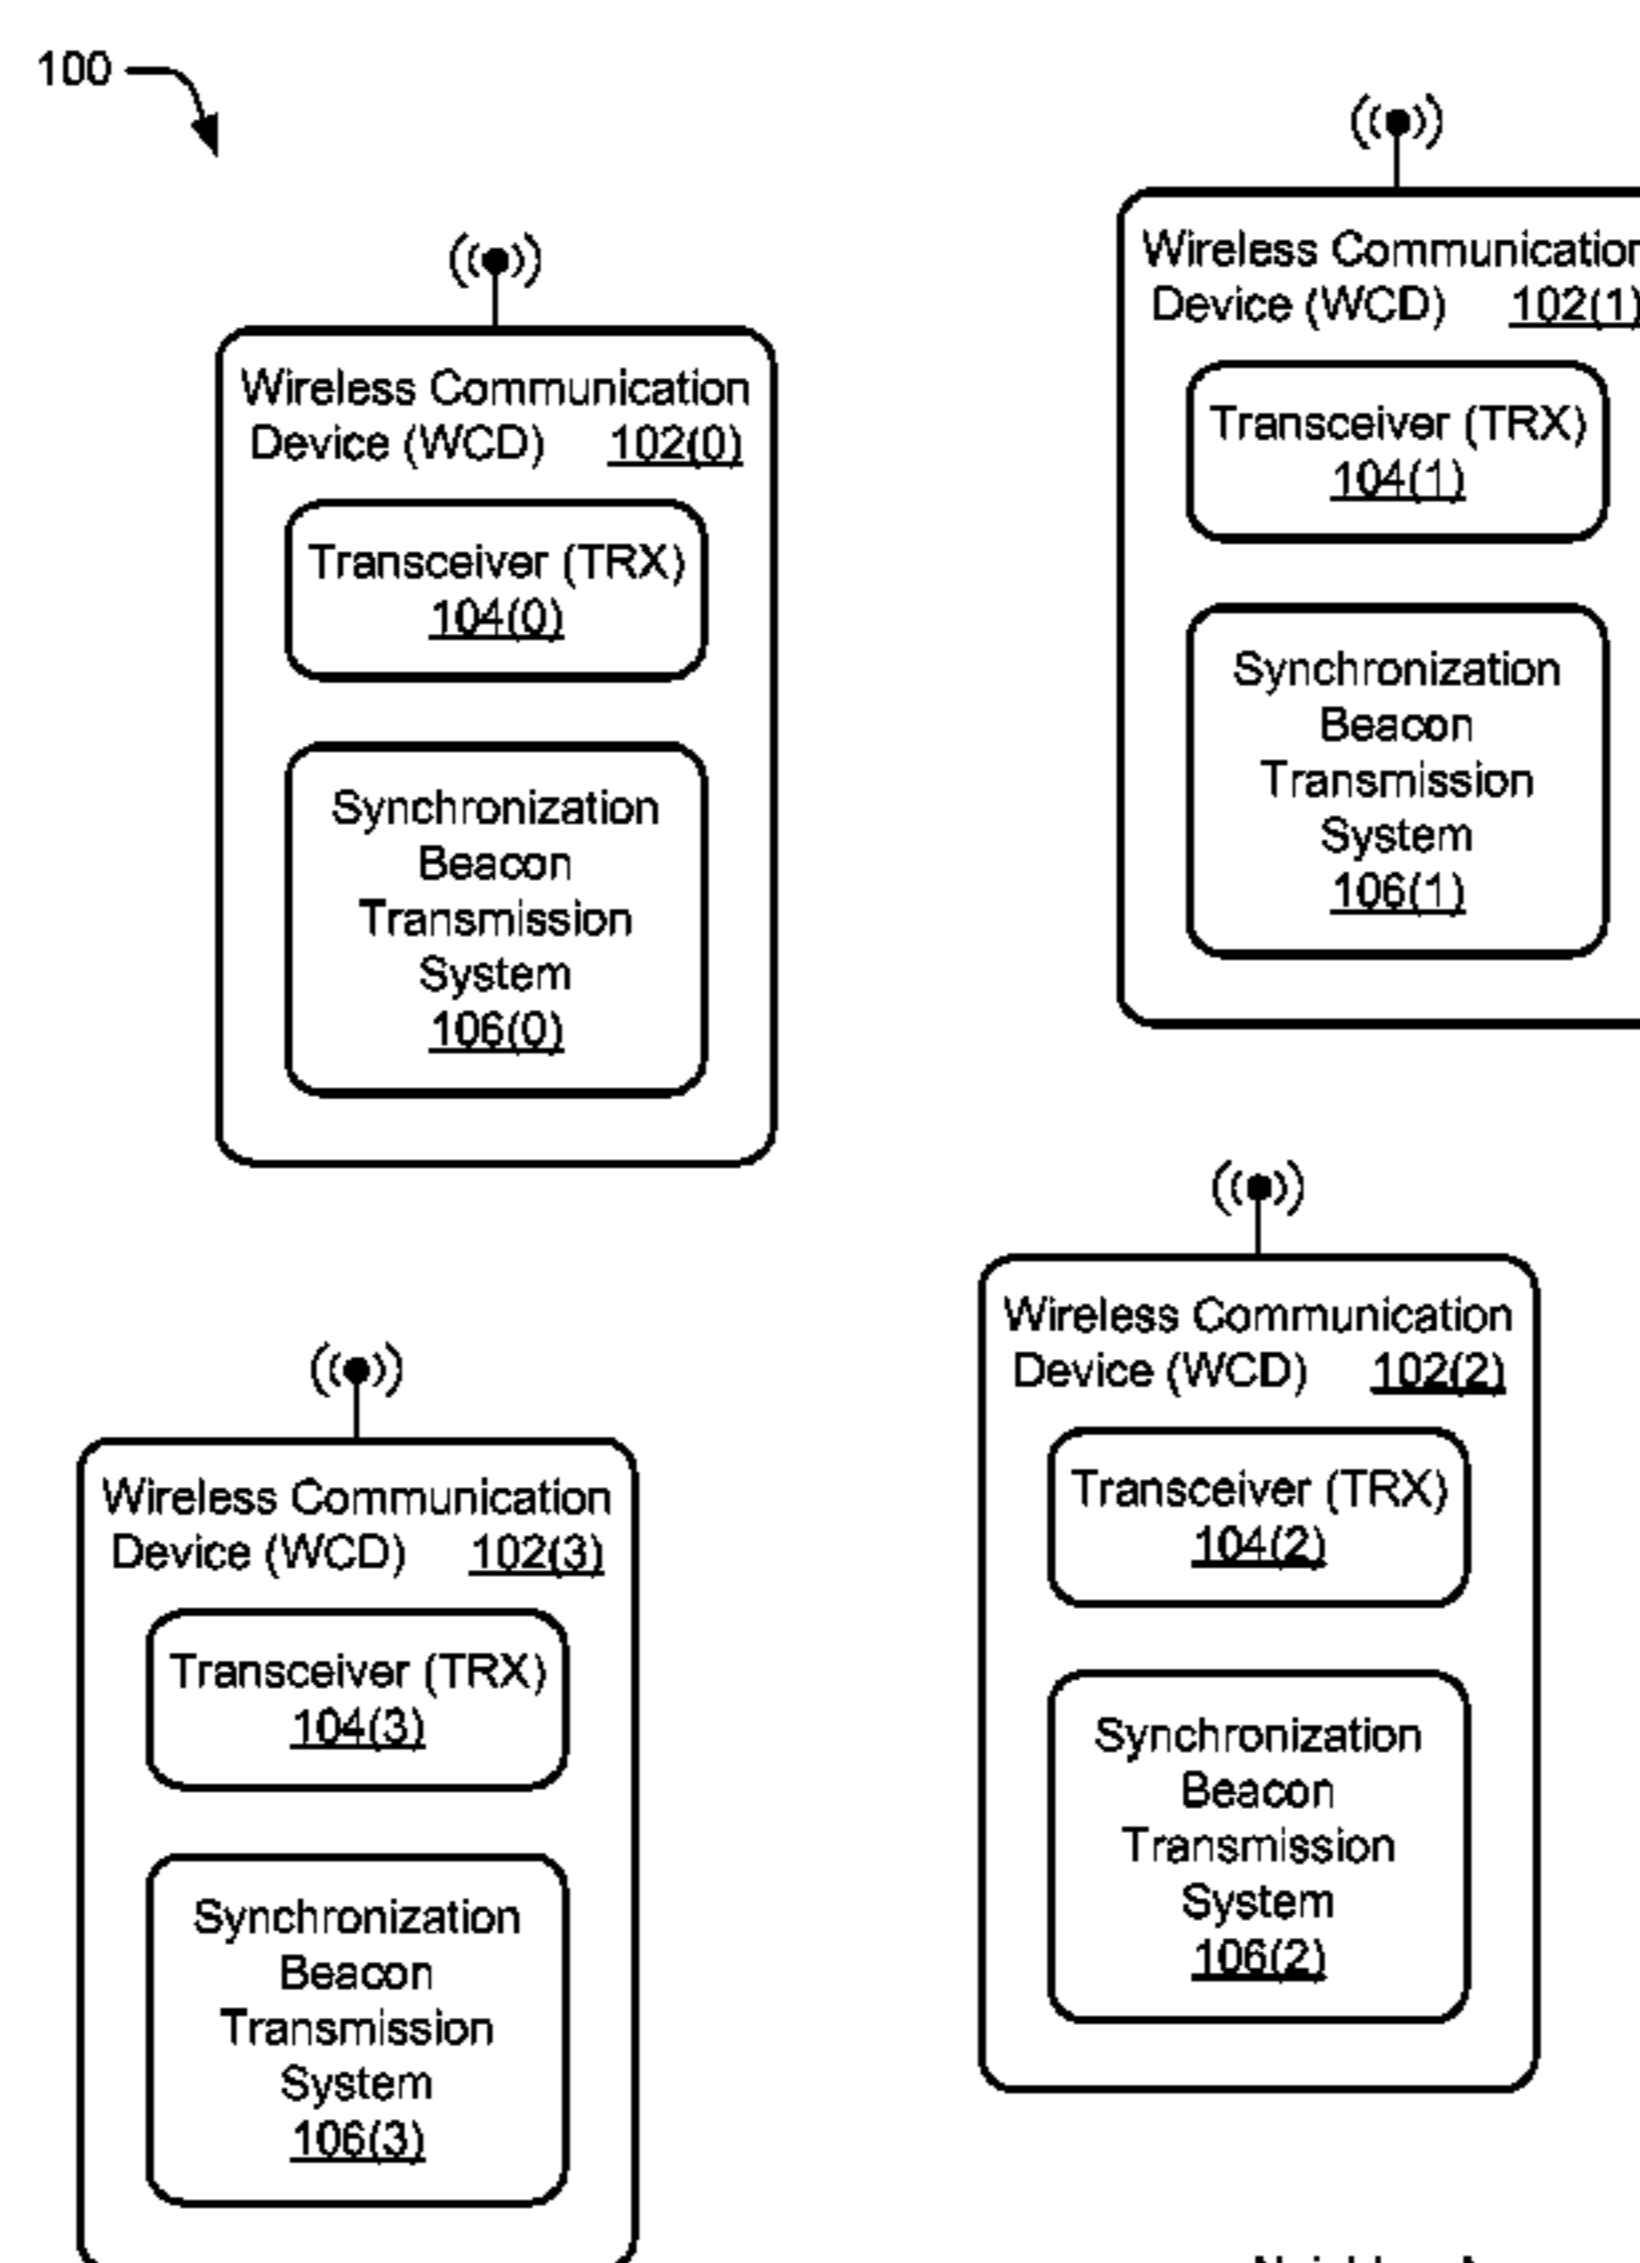 100
Wireless Communication
Device (WCD) 102(0)
Transceiver (TRX)
104(0)
Synchronization
Beacon
Transmission
System
106(0)
Wireless Communication
Device (WCD) 102(1)
Transceiver (TRX)
104(1)
Synchronization
Beacon
Transmission
System
106(1)
Wireless Communication
Device (WCD) 102(2)
Transceiver (TRX)
104(2)
Synchronization
Beacon
Transmission
System
106(2)
Wireless Communication
Device (WCD) 102(3)
Transceiver (TRX)
104(3)
Synchronization
Beacon
Transmission
System
106(3)